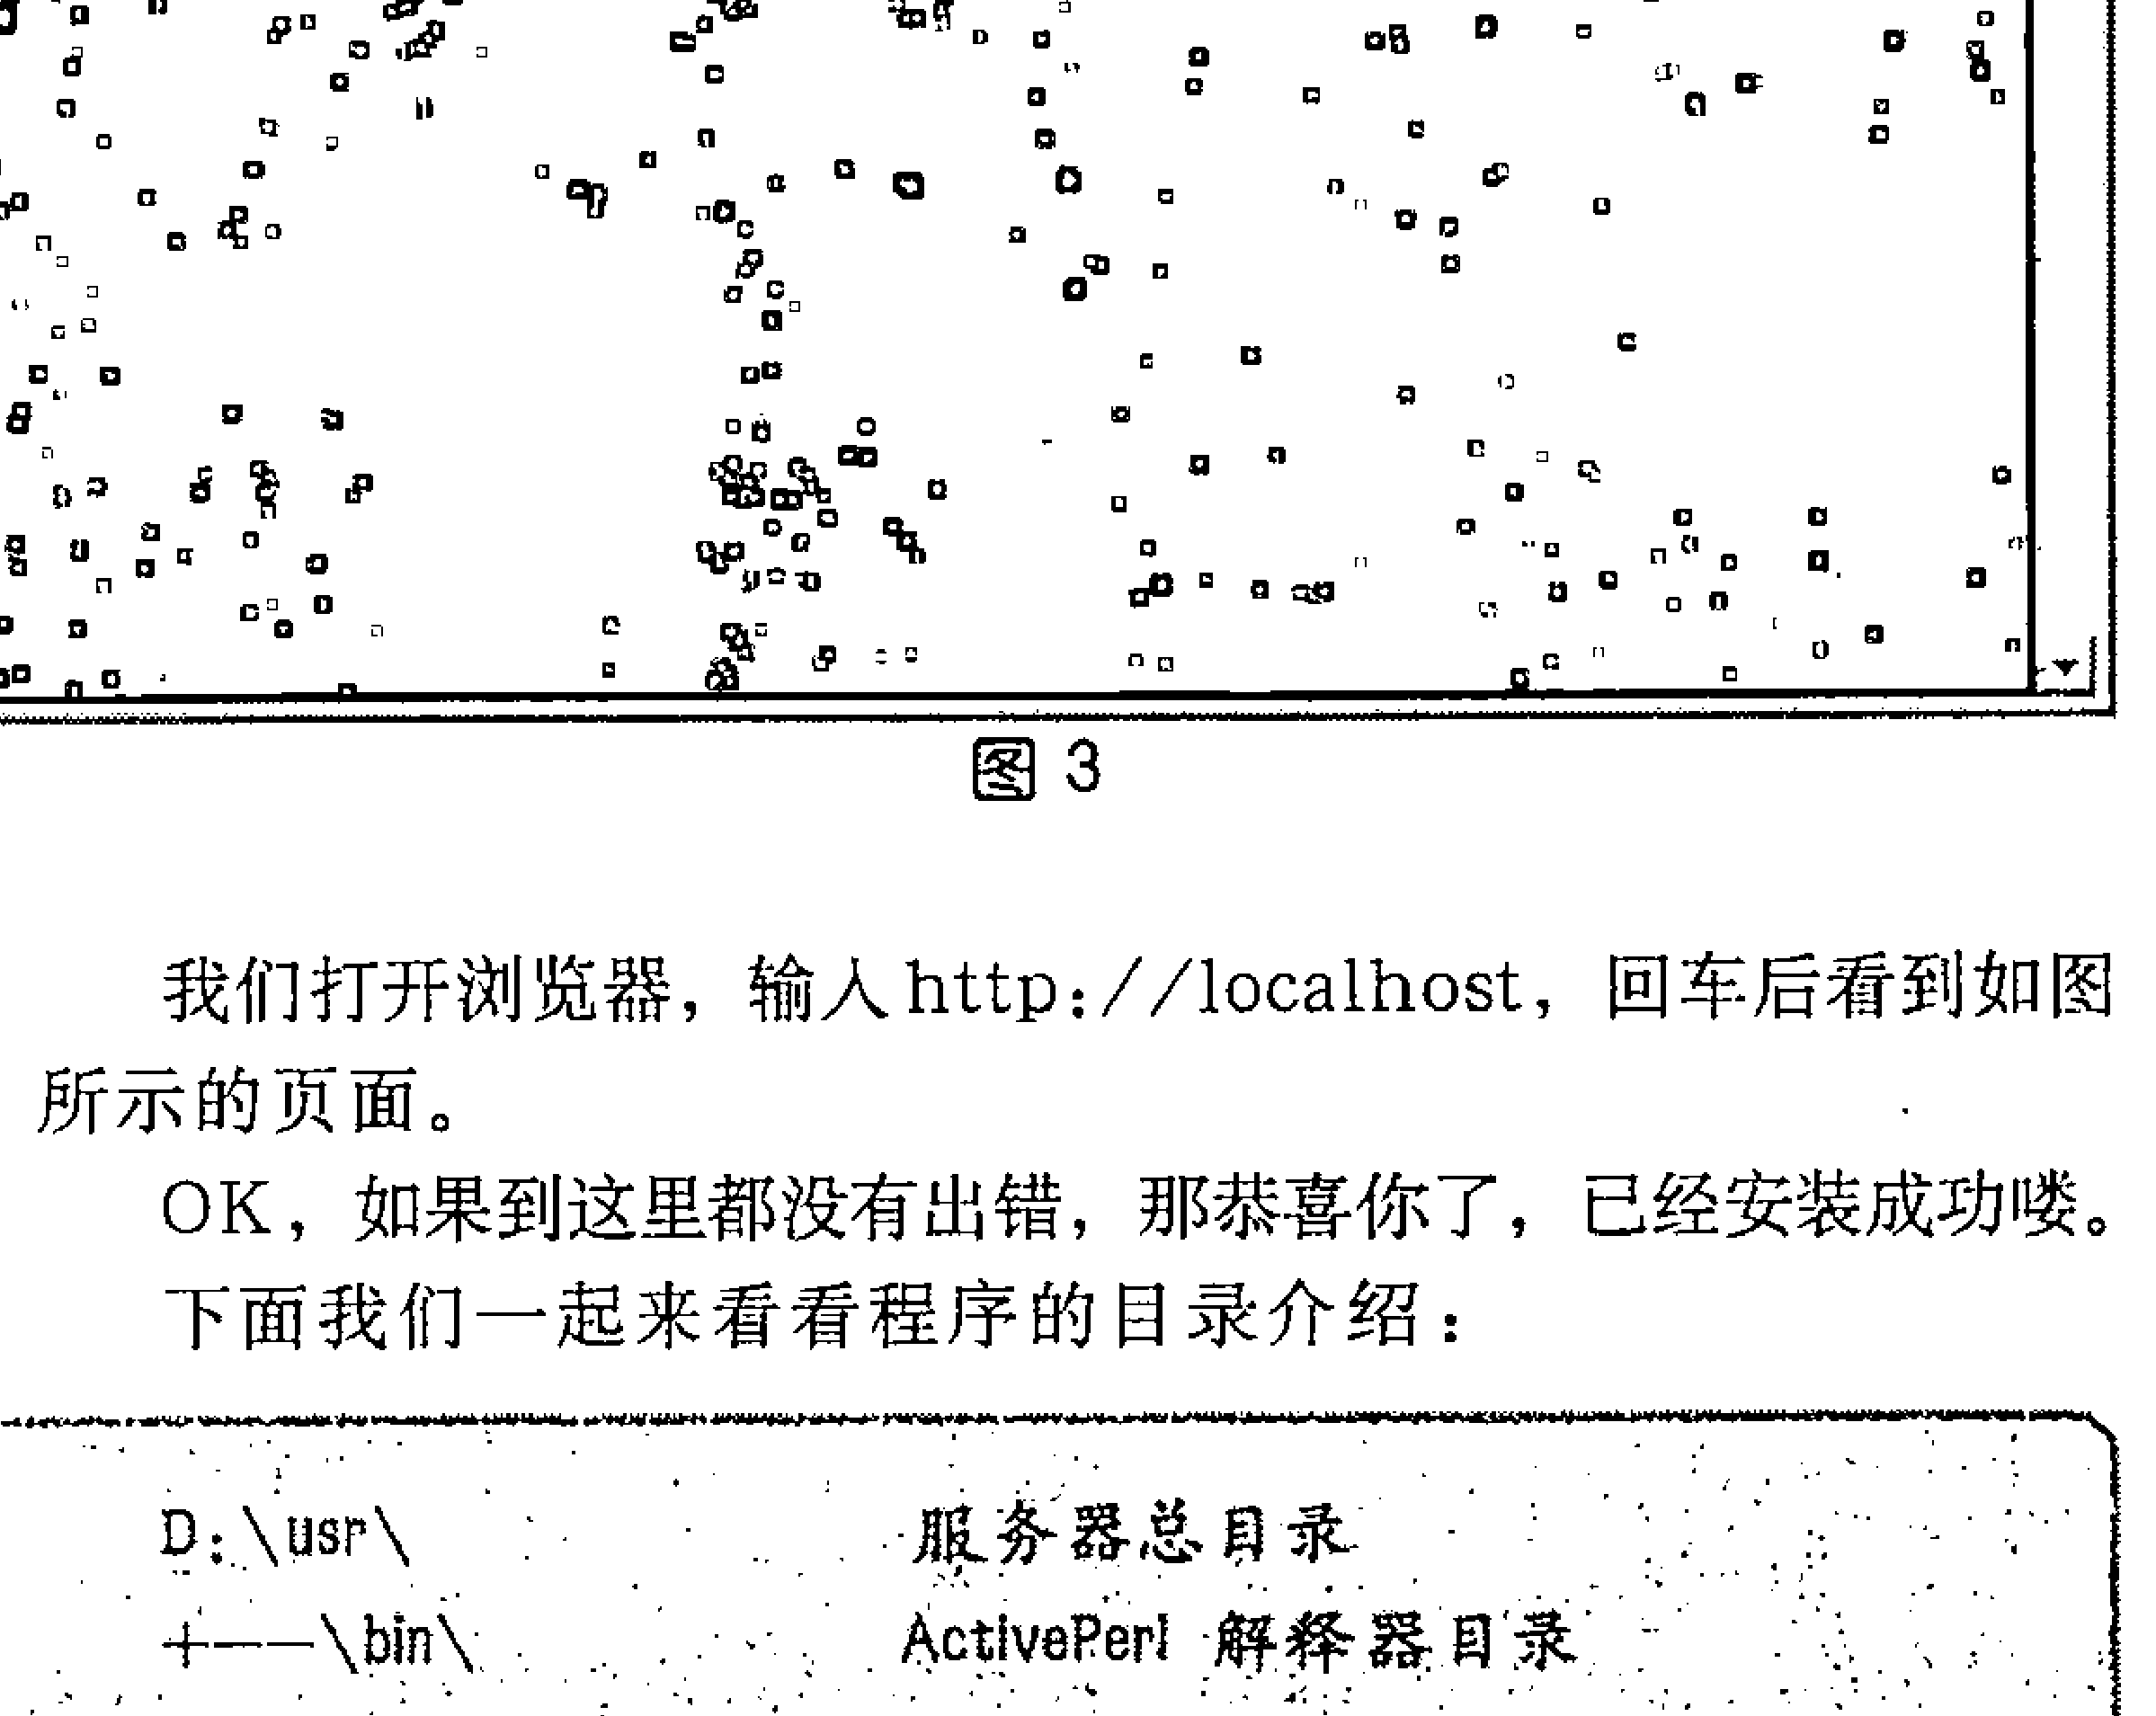 图 3
我们打开浏览器，输入http://localhost，回车后看到如图
所示的页面。
OK，如果到这里都没有出错，那恭喜你了，已经安装成功喽。
下面我们一起来看看程序的目录介绍：
D:\usr\ 服务器总目录
+——\bin\ ActivePerl 解释器目录